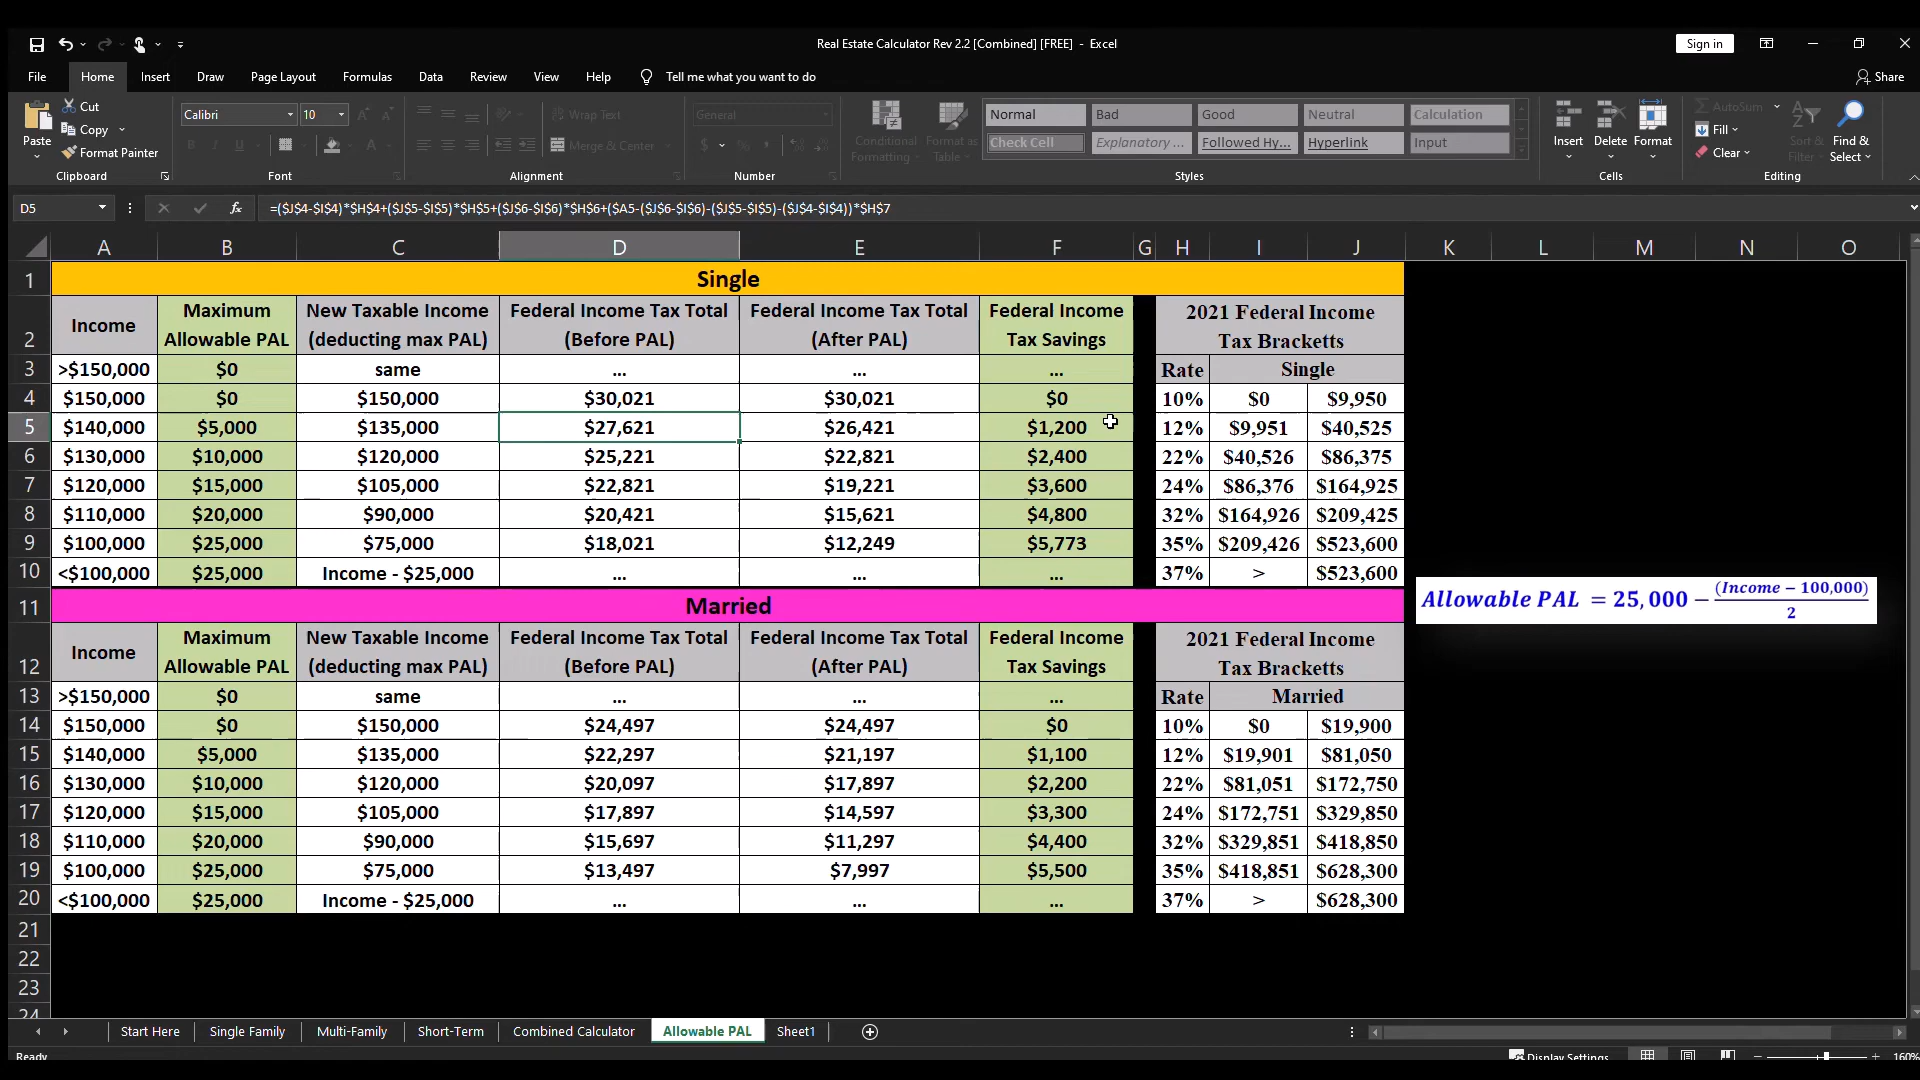 Real Estate Calculator Rev 2.2 [Combined] [FREE] - Excel
Sign in
File Home Insert Draw Page Layout Formulas Data Review View Help Tell me what you want to do Share
Paste Cut Copy Format Painter Clipboard
Calibri 10 B I U A Font
Wrap Text Merge & Center Alignment
General $ % Number
Conditional Formatting Format as Table
Normal Bad Good Neutral Calculation
Check Cell Explanatory ... Followed Hy... Hyperlink Input
Styles
Insert Delete Format Cells
AutoSum Fill Clear Sort & Filter Find & Select Editing
D5 fx =($J$4-$I$4)*$H$4+($J$5-$I$5)*$H$5+($J$6-$I$6)*$H$6+($A5-($J$6-$I$6)-($J$5-$I$5)-($J$4-$I$4))*$H$7
A B C D E F G H I J K L M N O
1 Single
2 Income Maximum Allowable PAL New Taxable Income (deducting max PAL) Federal Income Tax Total (Before PAL) Federal Income Tax Total (After PAL) Federal Income Tax Savings 2021 Federal Income Tax Bracketts
3 >$150,000 $0 same ... ... ... Rate Single
4 $150,000 $0 $150,000 $30,021 $30,021 $0 10% $0 $9,950
5 $140,000 $5,000 $135,000 $27,621 $26,421 $1,200 12% $9,951 $40,525
6 $130,000 $10,000 $120,000 $25,221 $22,821 $2,400 22% $40,526 $86,375
7 $120,000 $15,000 $105,000 $22,821 $19,221 $3,600 24% $86,376 $164,925
8 $110,000 $20,000 $90,000 $20,421 $15,621 $4,800 32% $164,926 $209,425
9 $100,000 $25,000 $75,000 $18,021 $12,249 $5,773 35% $209,426 $523,600
10 <$100,000 $25,000 Income - $25,000 ... ... ... 37% > $523,600
11 Married
Allowable PAL = 25,000 − (Income − 100,000) / 2
12 Income Maximum Allowable PAL New Taxable Income (deducting max PAL) Federal Income Tax Total (Before PAL) Federal Income Tax Total (After PAL) Federal Income Tax Savings 2021 Federal Income Tax Bracketts
13 >$150,000 $0 same ... ... ... Rate Married
14 $150,000 $0 $150,000 $24,497 $24,497 $0 10% $0 $19,900
15 $140,000 $5,000 $135,000 $22,297 $21,197 $1,100 12% $19,901 $81,050
16 $130,000 $10,000 $120,000 $20,097 $17,897 $2,200 22% $81,051 $172,750
17 $120,000 $15,000 $105,000 $17,897 $14,597 $3,300 24% $172,751 $329,850
18 $110,000 $20,000 $90,000 $15,697 $11,297 $4,400 32% $329,851 $418,850
19 $100,000 $25,000 $75,000 $13,497 $7,997 $5,500 35% $418,851 $628,300
20 <$100,000 $25,000 Income - $25,000 ... ... ... 37% > $628,300
21
22
23
24
Start Here Single Family Multi-Family Short-Term Combined Calculator Allowable PAL Sheet1
Ready Display Settings 160%